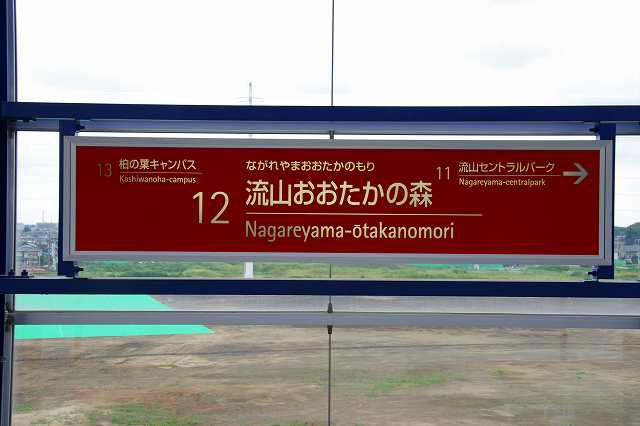 13 柏の葉キャンパス
Kashiwanoha-campus
12
ながれやまおおたかのもり
流山おおたかの森
Nagareyama-ōtakanomori
11 流山セントラルパーク →
Nagareyama-centralpark